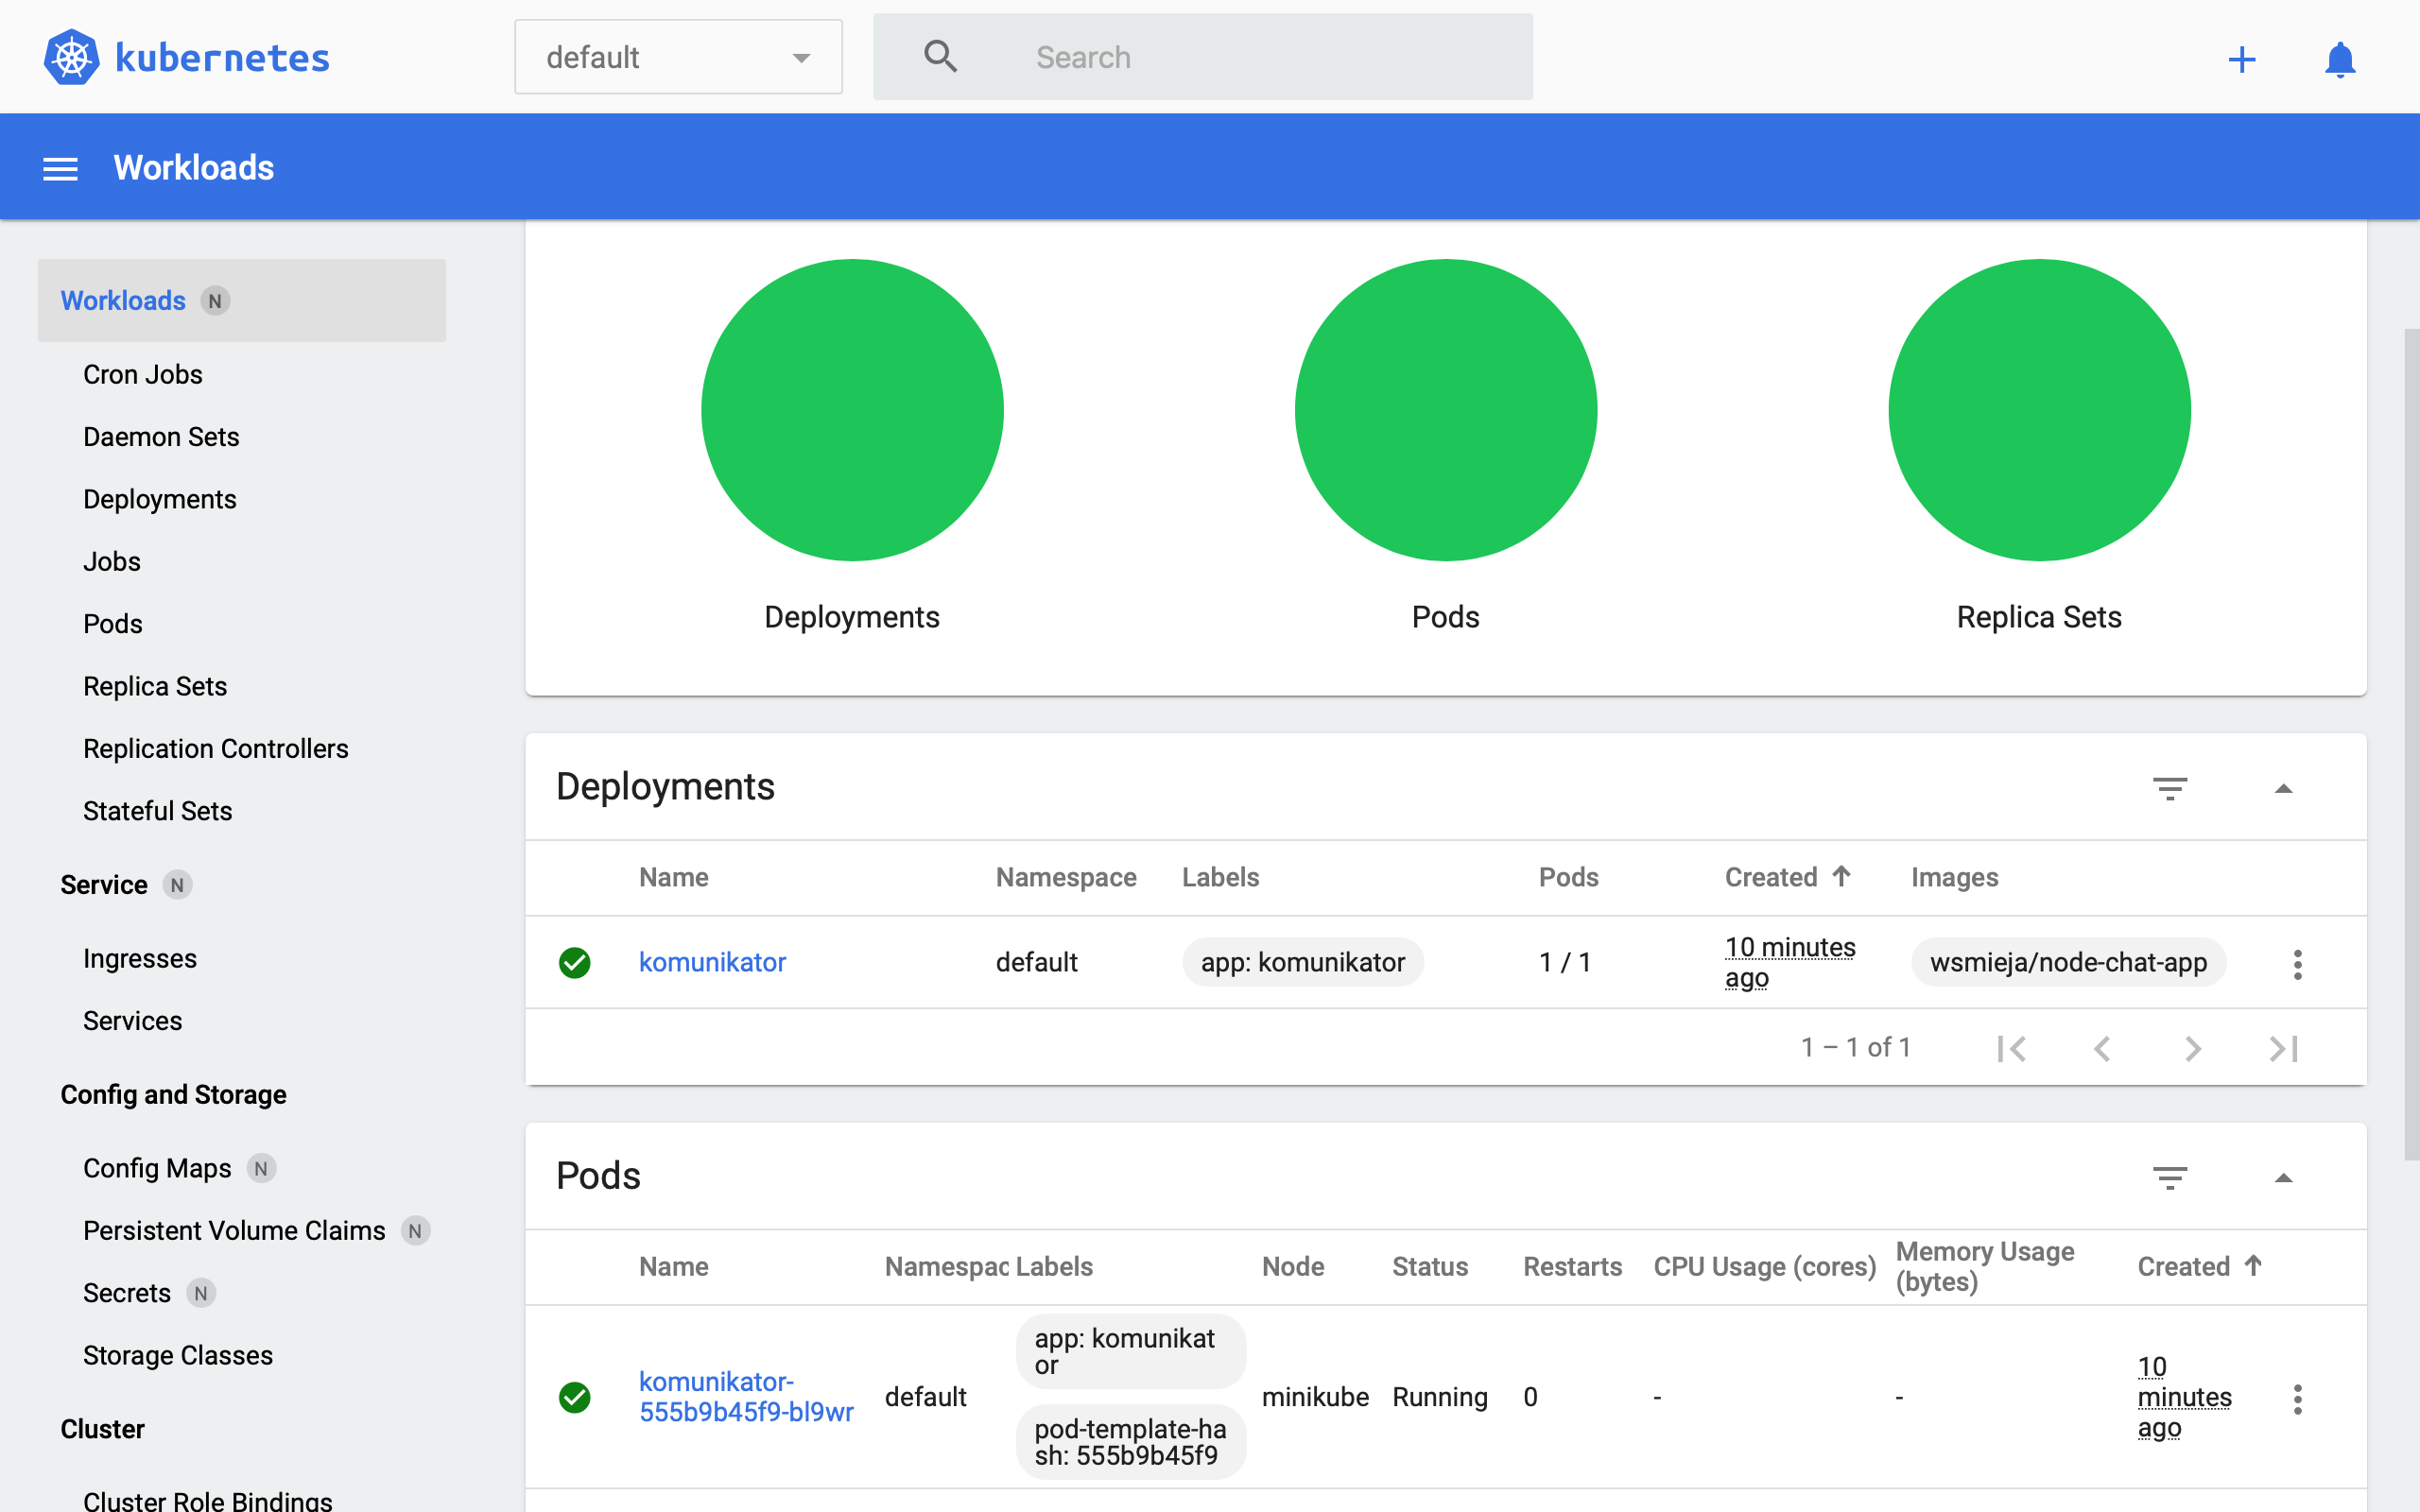 kubernetes
default
Search
Workloads
Workloads N
Cron Jobs
Daemon Sets
Deployments
Jobs
Pods
Replica Sets
Replication Controllers
Stateful Sets
Service N
Ingresses
Services
Config and Storage
Config Maps N
Persistent Volume Claims N
Secrets N
Storage Classes
Cluster
Cluster Role Bindings
Deployments
Pods
Replica Sets
Deployments
Name Namespace Labels Pods Created Images
komunikator default app: komunikator 1 / 1 10 minutes ago wsmieja/node-chat-app
1 – 1 of 1
Pods
Name Namespac Labels Node Status Restarts CPU Usage (cores) Memory Usage (bytes) Created
komunikator-
555b9b45f9-bl9wr
default
app: komunikat
or
pod-template-ha
sh: 555b9b45f9
minikube Running 0 - -
10
minutes
ago